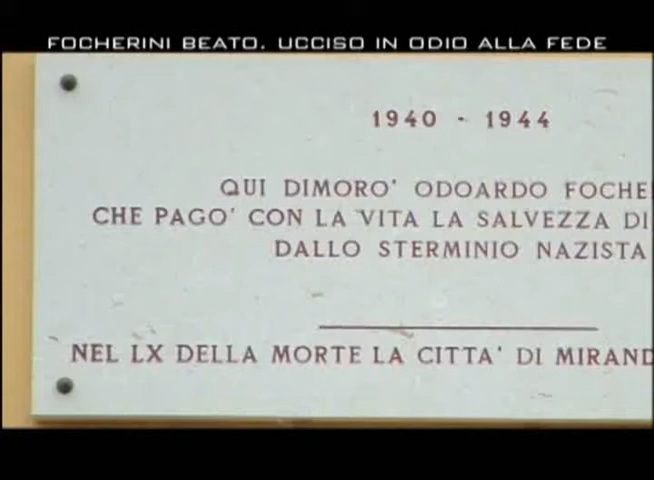 FOCHERINI BEATO. UCCISO IN ODIO ALLA FEDE
1940 - 1944
QUI DIMORO' ODOARDO FOCHE
CHE PAGO' CON LA VITA LA SALVEZZA DI
DALLO STERMINIO NAZISTA
NEL LX DELLA MORTE LA CITTA' DI MIRAND